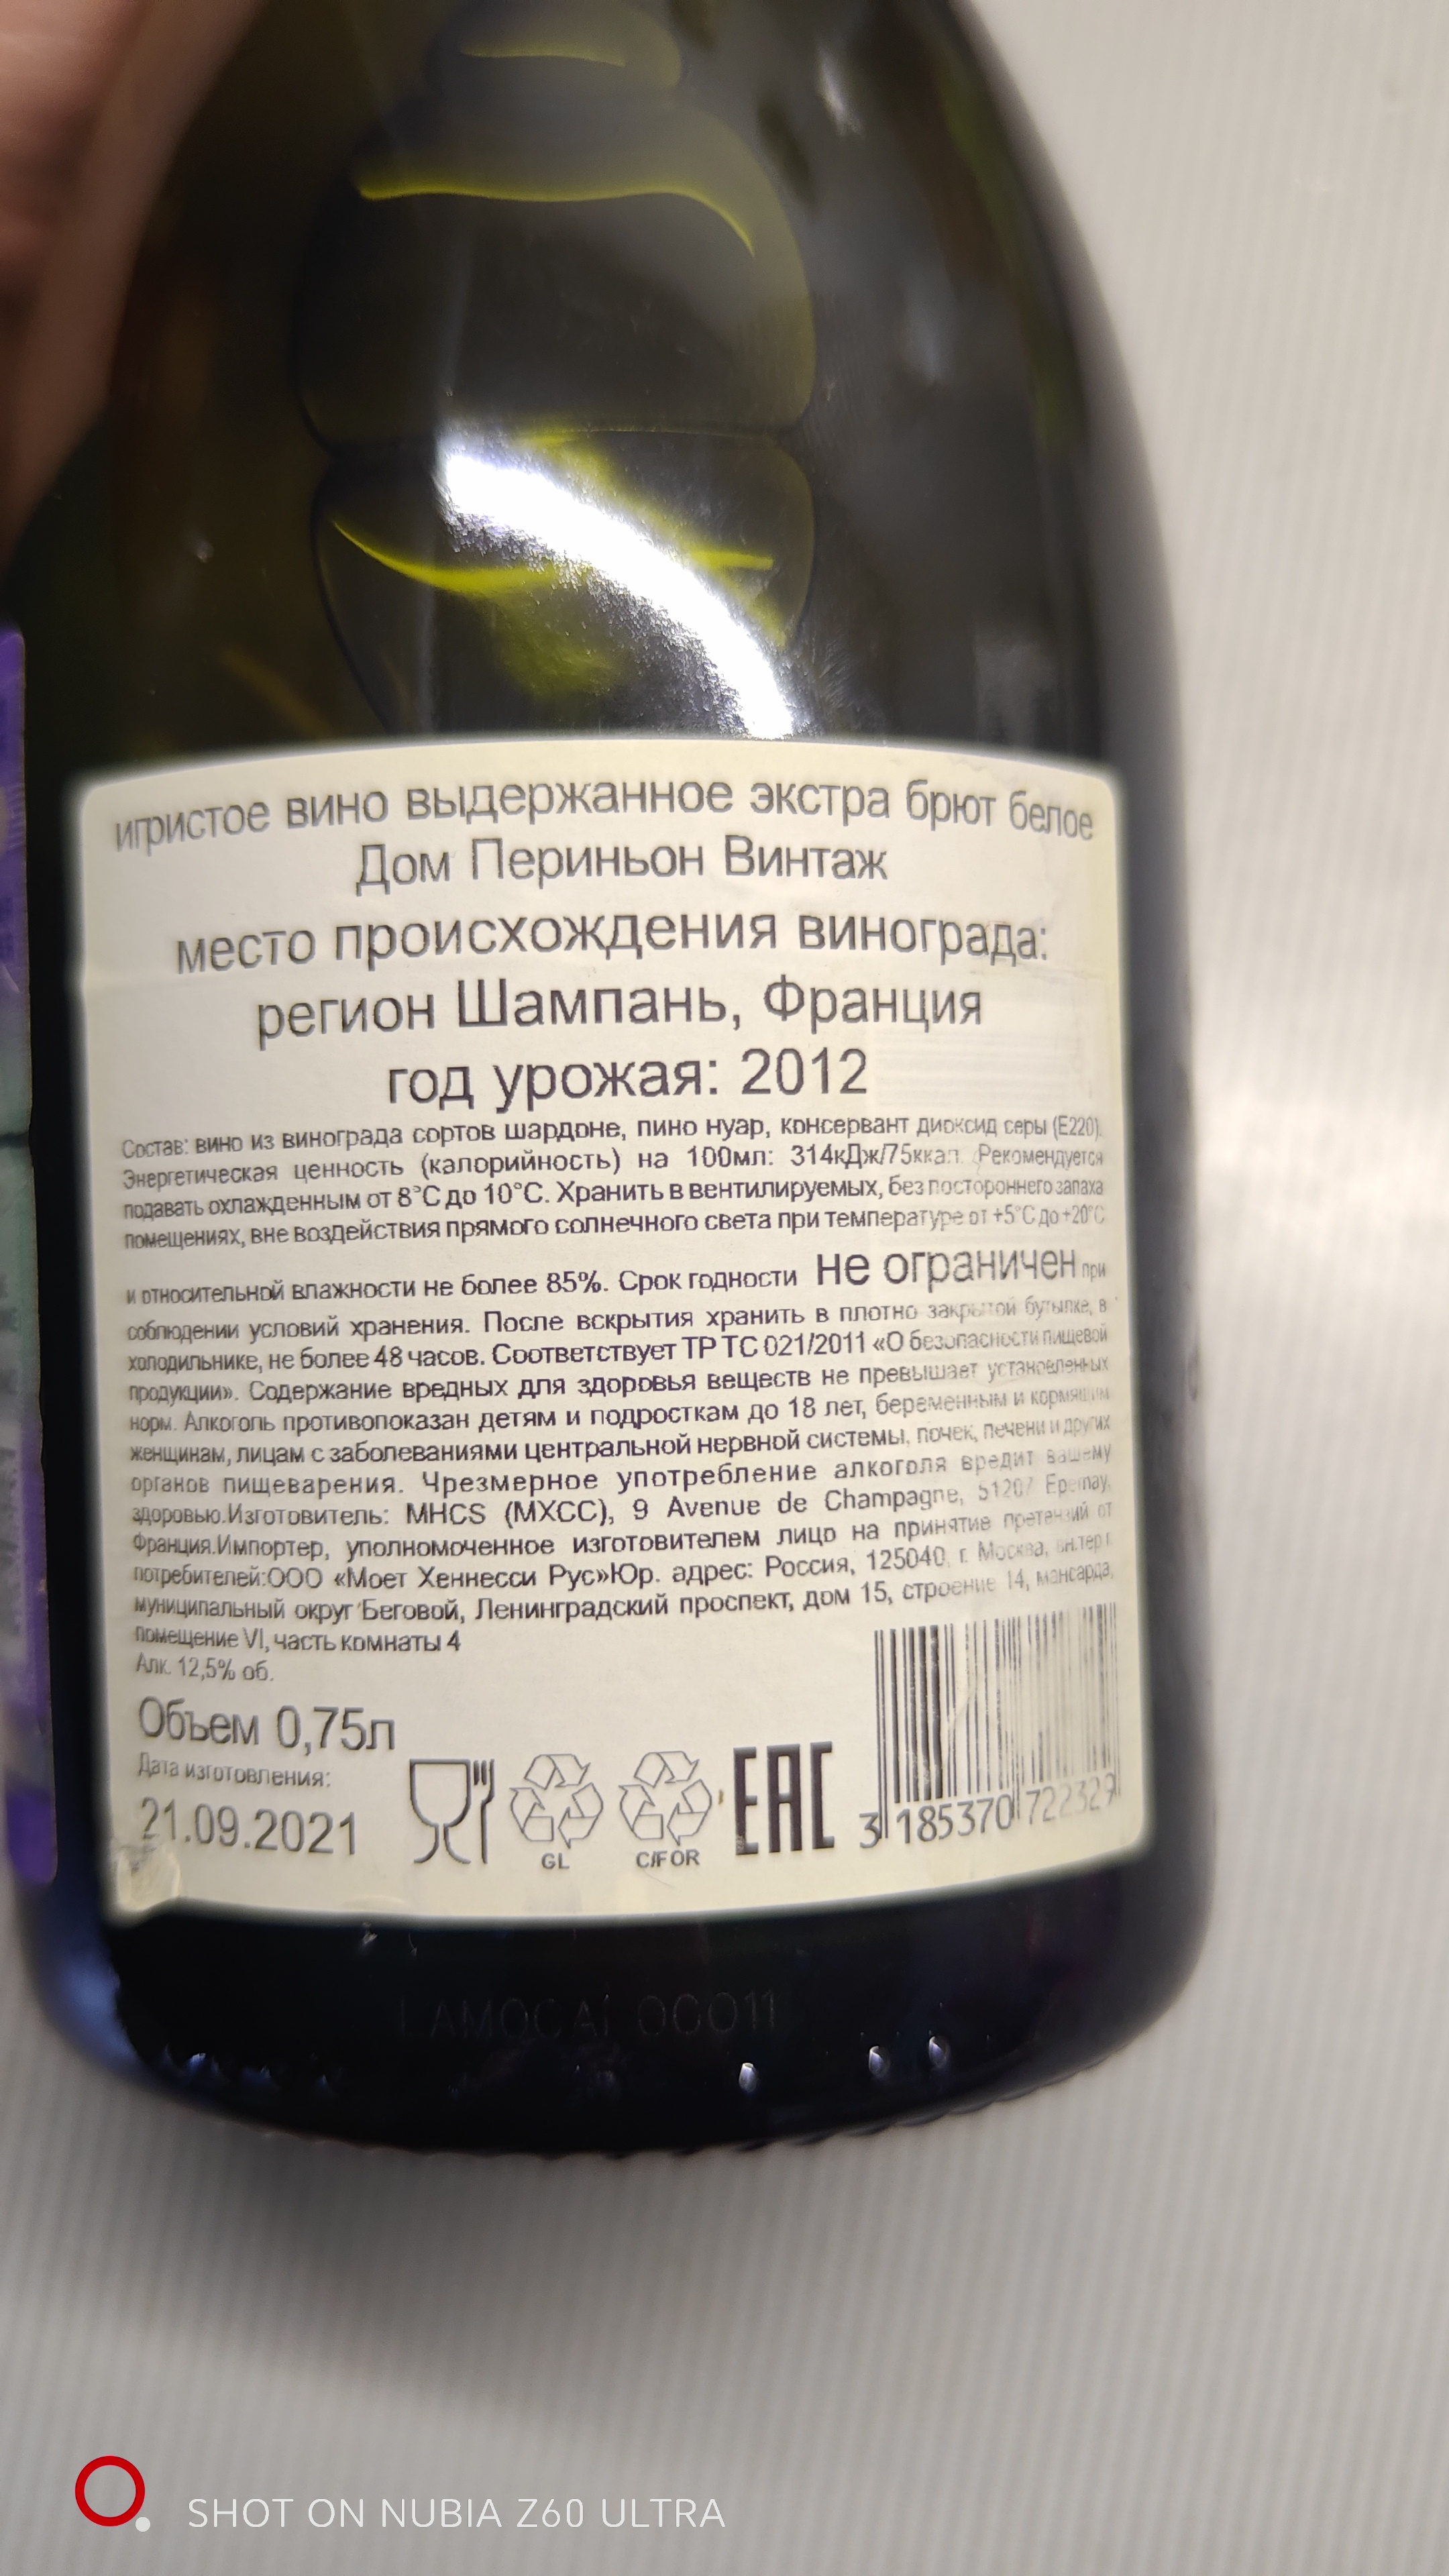 игристое вино выдержанное экстра брют белое
Дом Периньон Винтаж
место происхождения винограда:
регион Шампань, Франция
год урожая: 2012
Состав: вино из винограда сортов шардоне, пино нуар, консервант диоксид серы (E220).
Энергетическая ценность (калорийность) на 100мл: 314кДж/75ккал. Рекомендуется
подавать охлажденным от 8°C до 10°C. Хранить в вентилируемых, без постороннего запаха
помещениях, вне воздействия прямого солнечного света при температуре от +5°C до +20°C
и относительной влажности не более 85%. Срок годности не ограничен при
соблюдении условий хранения. После вскрытия хранить в плотно закрытой бутылке, в
холодильнике, не более 48 часов. Соответствует ТР ТС 021/2011 «О безопасности пищевой
продукции». Содержание вредных для здоровья веществ не превышает установленных
норм. Алкоголь противопоказан детям и подросткам до 18 лет, беременным и кормящим
женщинам, лицам с заболеваниями центральной нервной системы, почек, печени и других
органов пищеварения. Чрезмерное употребление алкоголя вредит вашему
здоровью.Изготовитель: MHCS (МХСС), 9 Avenue de Champagne, 51207 Epernay,
Франция.Импортер, уполномоченное изготовителем лицо на принятие претензий от
потребителей:ООО «Моет Хеннесси Рус»Юр. адрес: Россия, 125040, г. Москва, вн.тер.г.
муниципальный округ Беговой, Ленинградский проспект, дом 15, строение 14, мансарда,
помещение VI, часть комнаты 4
Алк. 12,5% об.
Объем 0,75л
Дата изготовления:
21.09.2021
GL
C/FOR
EAC
3 185370 722329
SHOT ON NUBIA Z60 ULTRA